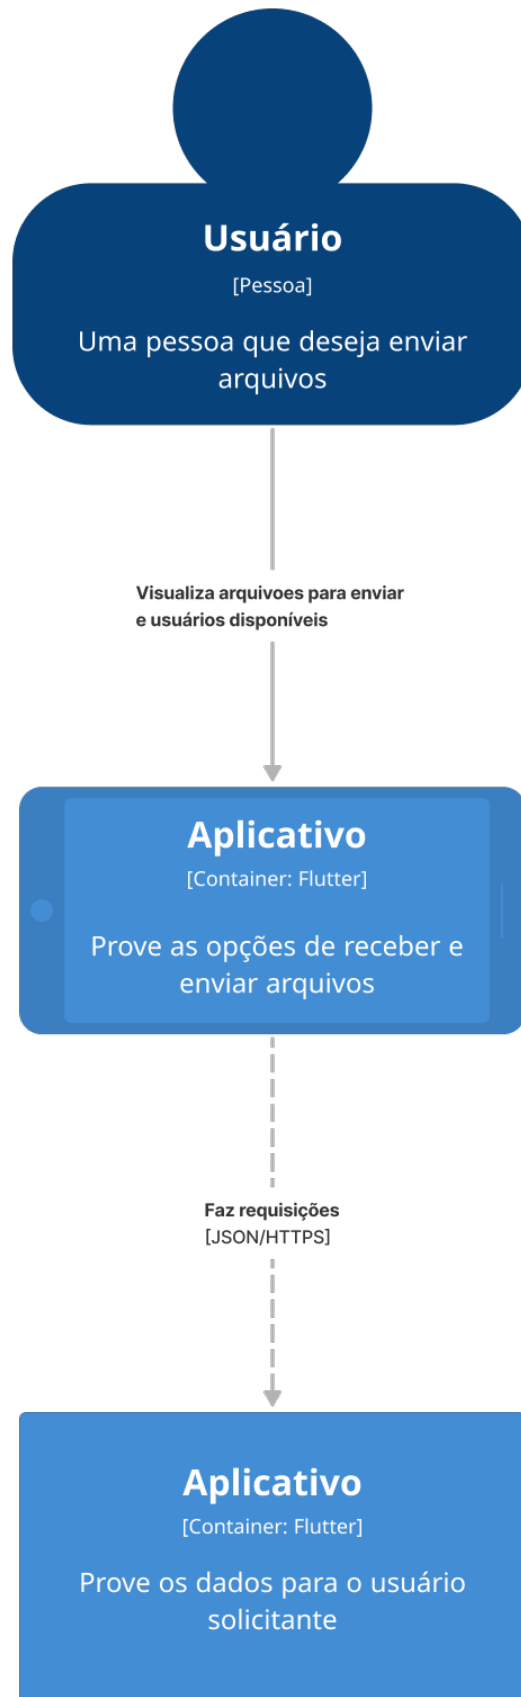 Usuário
[Pessoa]
Uma pessoa que deseja enviar
arquivos
Visualiza arquivoes para enviar
e usuários disponíveis
Aplicativo
[Container: Flutter]
Prove as opções de receber e
enviar arquivos
Faz requisições
[JSON/HTTPS]
Aplicativo
[Container: Flutter]
Prove os dados para o usuário
solicitante